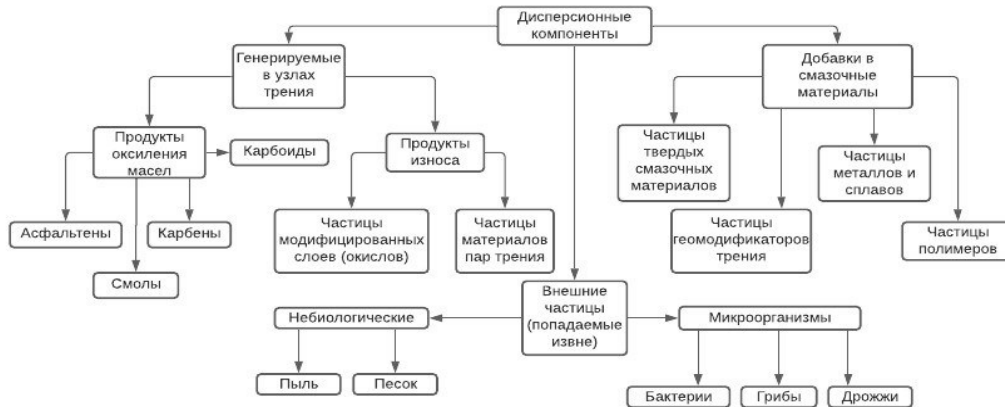 Дисперсионные
компоненты
Генерируемые
в узлах
трения
Добавки в
смазочные
материалы
Продукты
оксиления
масел
Карбоиды
Продукты
износа
Частицы
твердых
смазочных
материалов
Частицы
металлов и
сплавов
Асфальтены
Карбены
Смолы
Частицы
модифицированных
слоев (окислов)
Частицы
материалов
пар трения
Частицы
геомодификаторов
трения
Частицы
полимеров
Внешние
частицы
(попадаемые
извне)
Небиологические
Микроорганизмы
Пыль
Песок
Бактерии
Грибы
Дрожжи